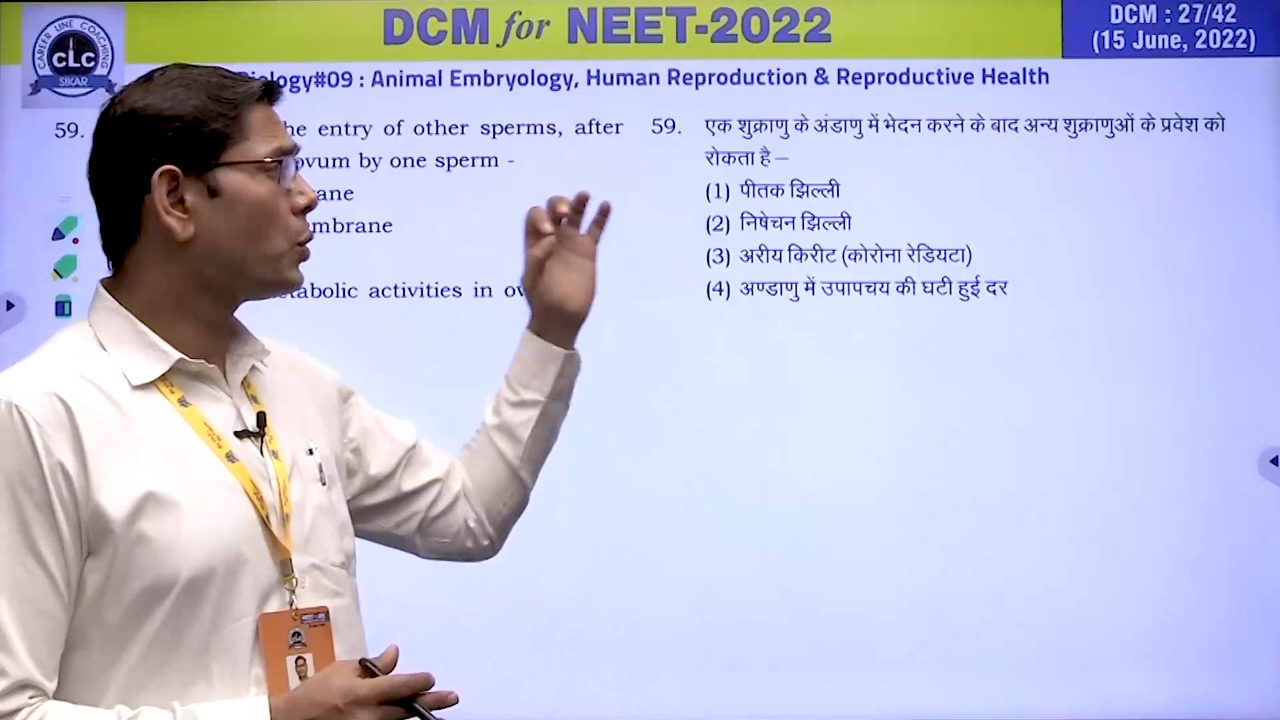 DCM for NEET-2022
DCM : 27/42
(15 June, 2022)
CAREER LINE COACHING
CLC
SIKAR
Biology#09 : Animal Embryology, Human Reproduction & Reproductive Health
59. he entry of other sperms, after
ovum by one sperm -
ane
mbrane
tabolic activities in ov
59. एक शुक्राणु के अंडाणु में भेदन करने के बाद अन्य शुक्राणुओं के प्रवेश को
रोकता है –
(1) पीतक झिल्ली
(2) निषेचन झिल्ली
(3) अरीय किरीट (कोरोना रेडियटा)
(4) अण्डाणु में उपापचय की घटी हुई दर